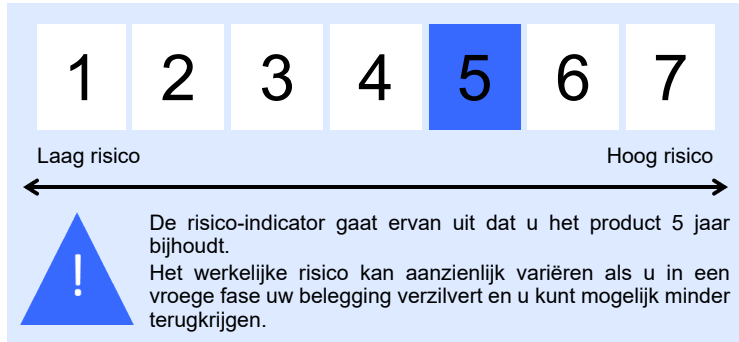 1 2 3 4 5 6 7
Laag risico Hoog risico
!
De risico-indicator gaat ervan uit dat u het product 5 jaar
bijhoudt.
Het werkelijke risico kan aanzienlijk variëren als u in een
vroege fase uw belegging verzilvert en u kunt mogelijk minder
terugkrijgen.